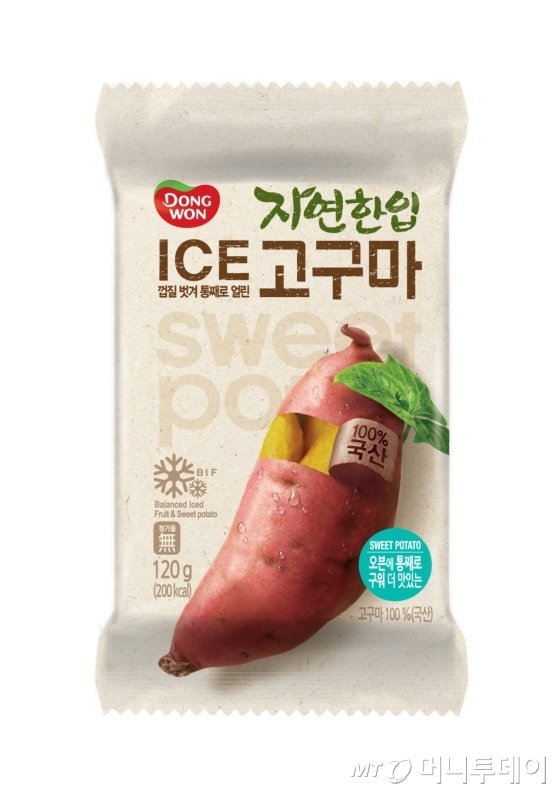 DONG
WON
자연한입
ICE 고구마
껍질 벗겨 통째로 얼린
sweet
po
100%
국산
BIF
Balanced Iced
Fruit & Sweet potato
첨가물
無
SWEET POTATO
오븐에 통째로
구워 더 맛있는
120 g
(200 kcal)
고구마 100 %(국산)
MT 머니투데이